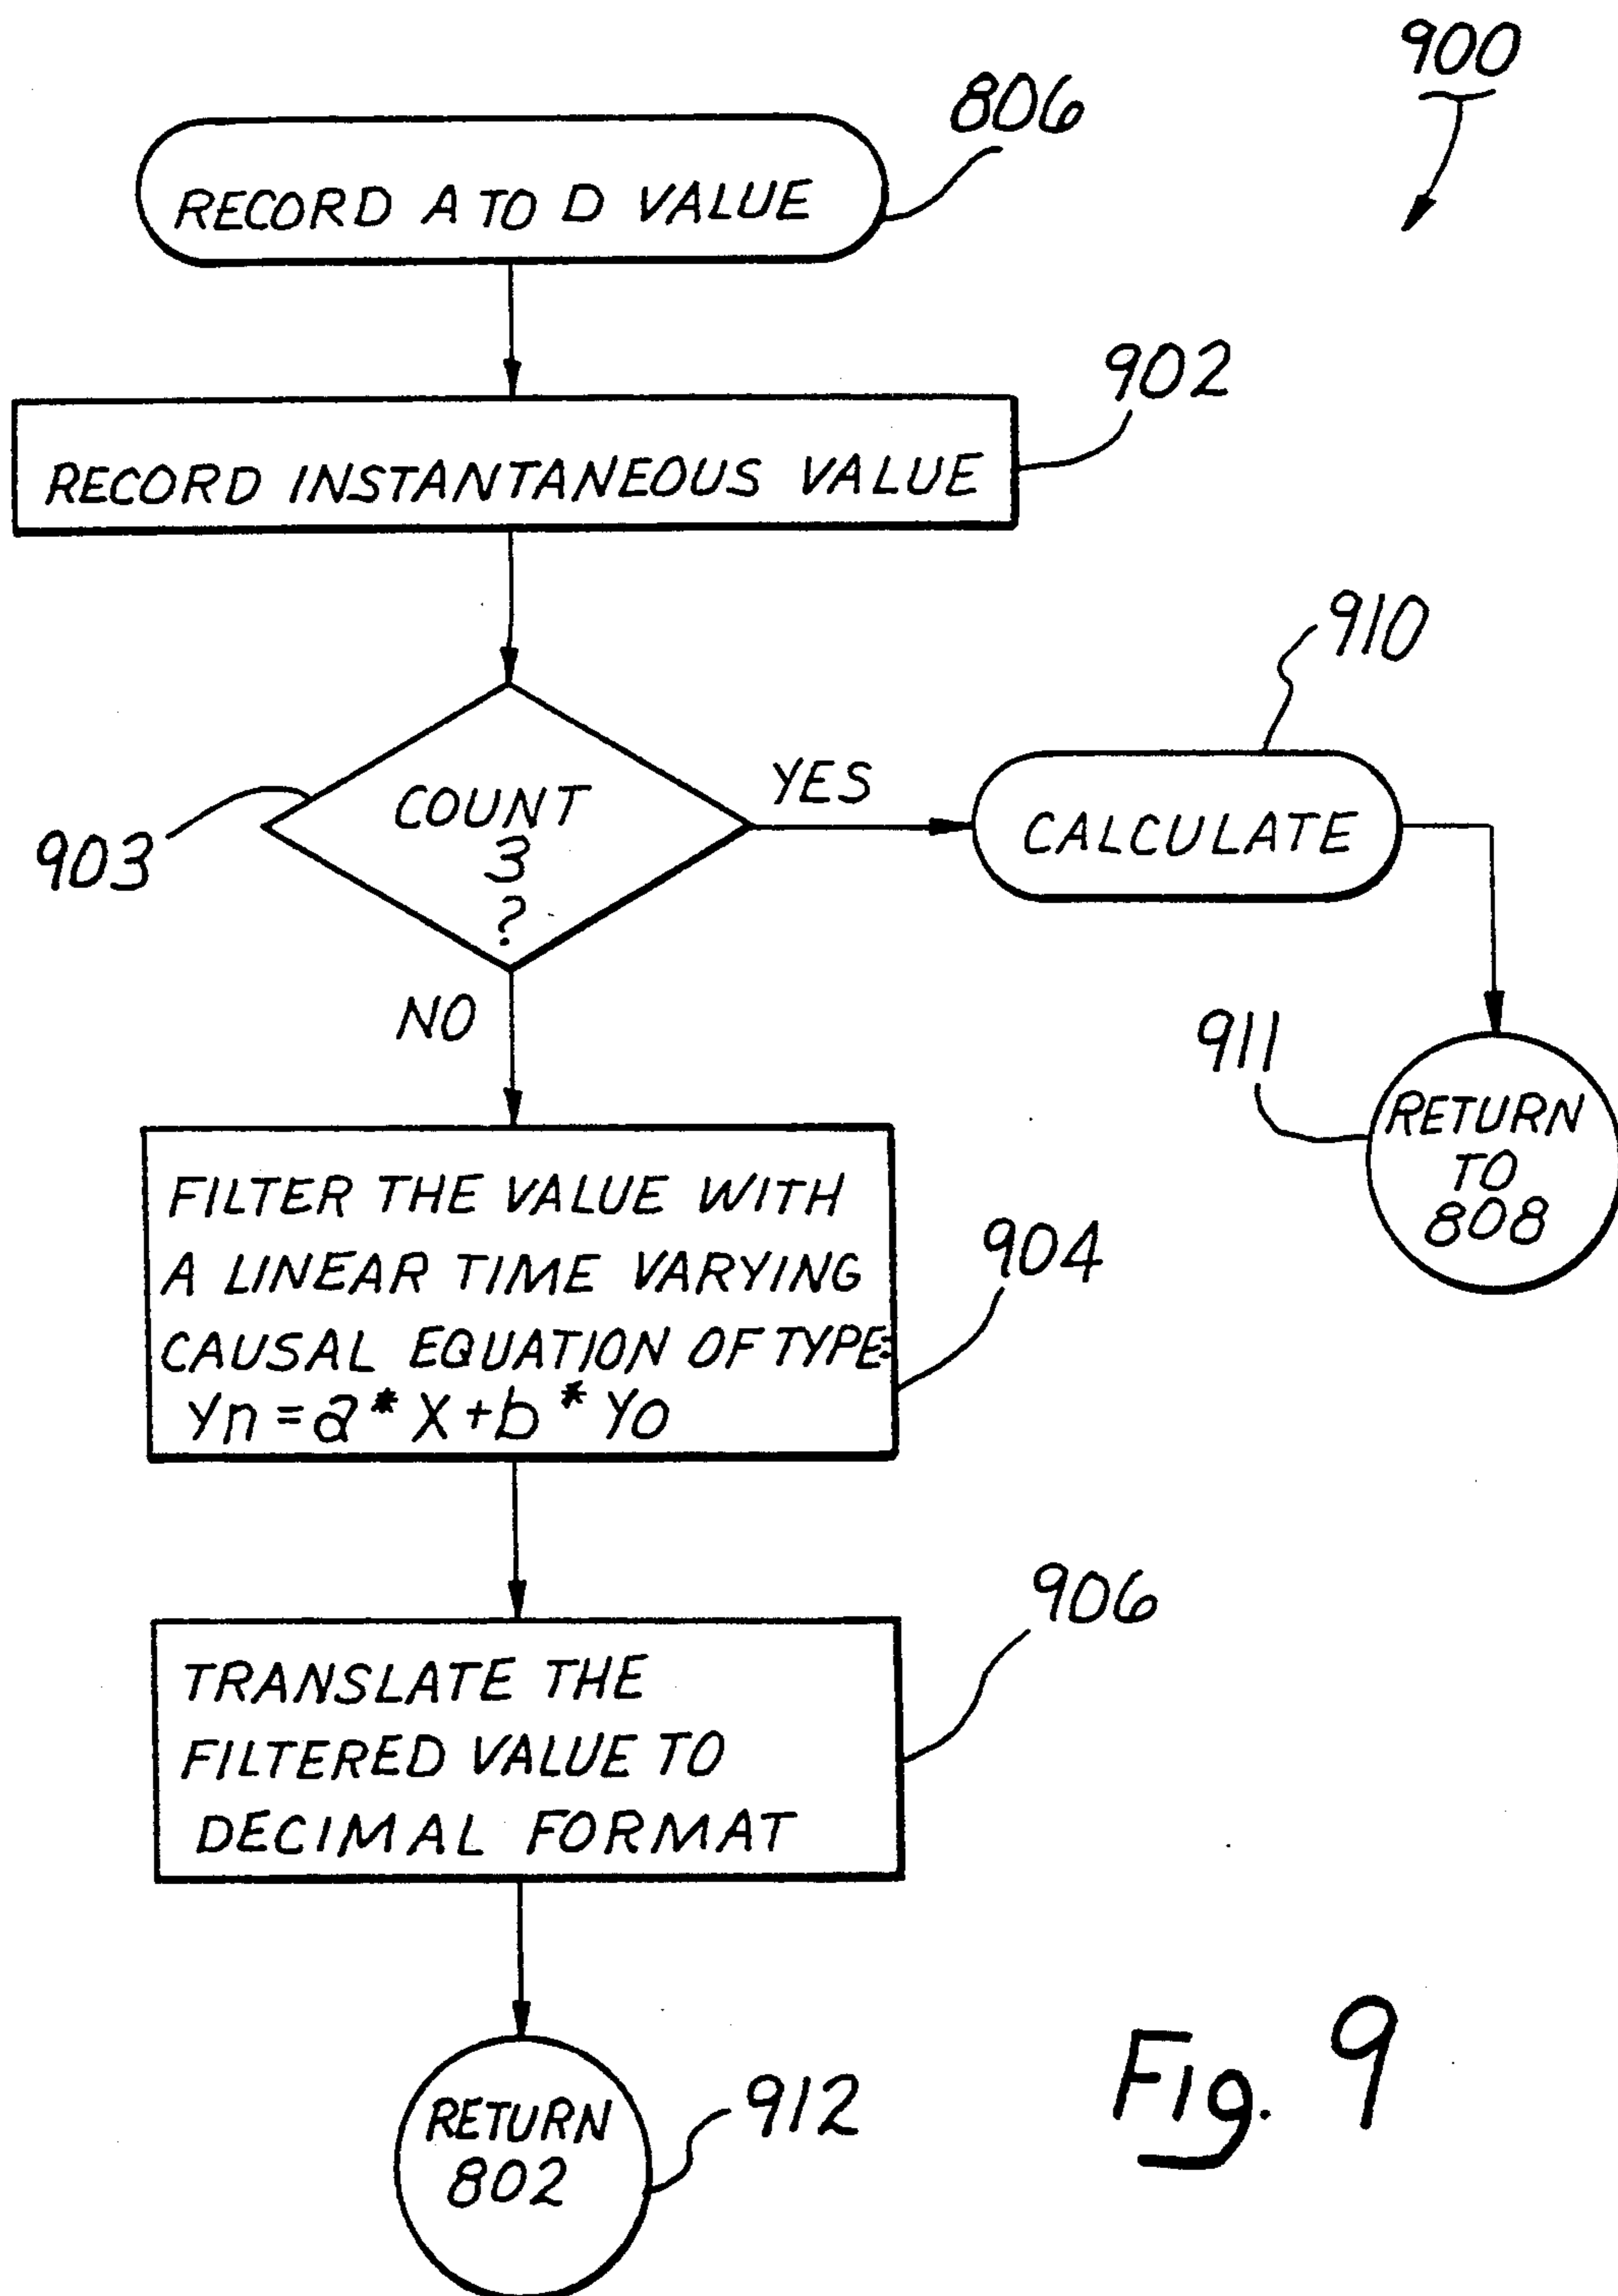 900
806
RECORD A TO D VALUE
902
RECORD INSTANTANEOUS VALUE
910
903
COUNT
3
?
YES
CALCULATE
NO
911
RETURN
TO
808
FILTER THE VALUE WITH
A LINEAR TIME VARYING
CAUSAL EQUATION OF TYPE:
Yn = a* X + b* Yo
904
906
TRANSLATE THE
FILTERED VALUE TO
DECIMAL FORMAT
RETURN
802
912
Fig. 9